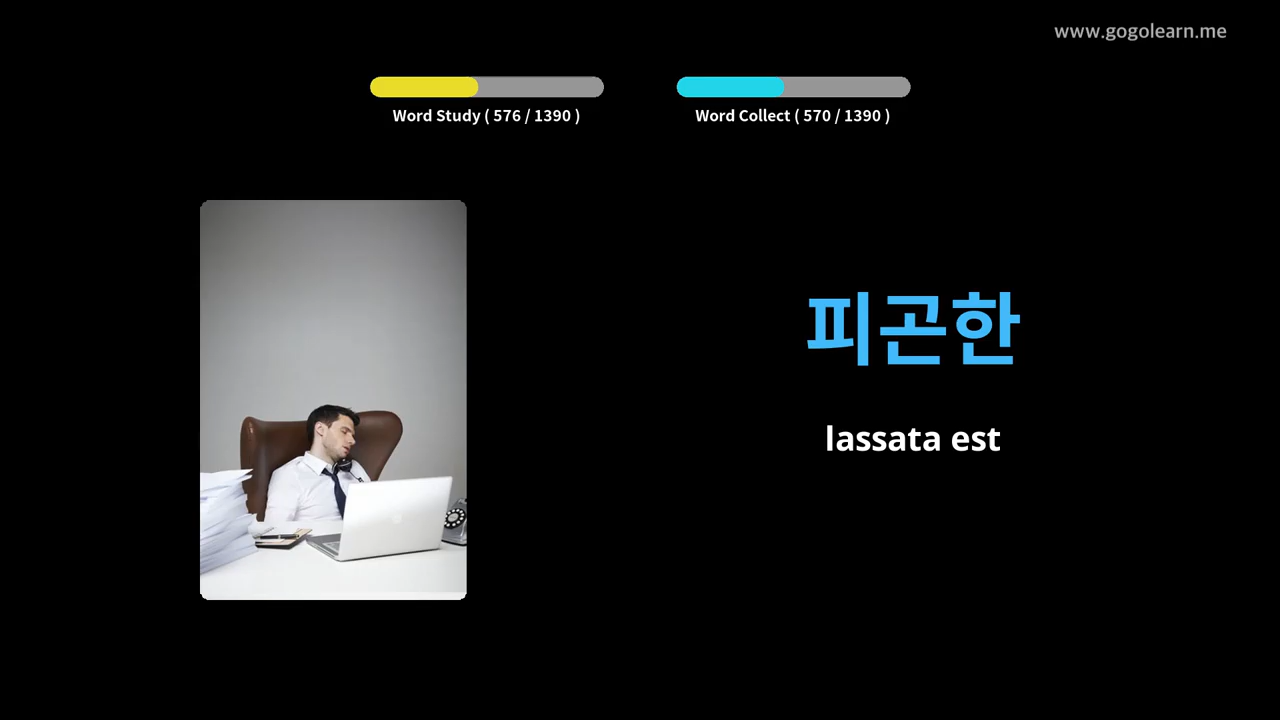 www.gogolearn.me
Word Study ( 576 / 1390 )
Word Collect ( 570 / 1390 )
피곤한
lassata est